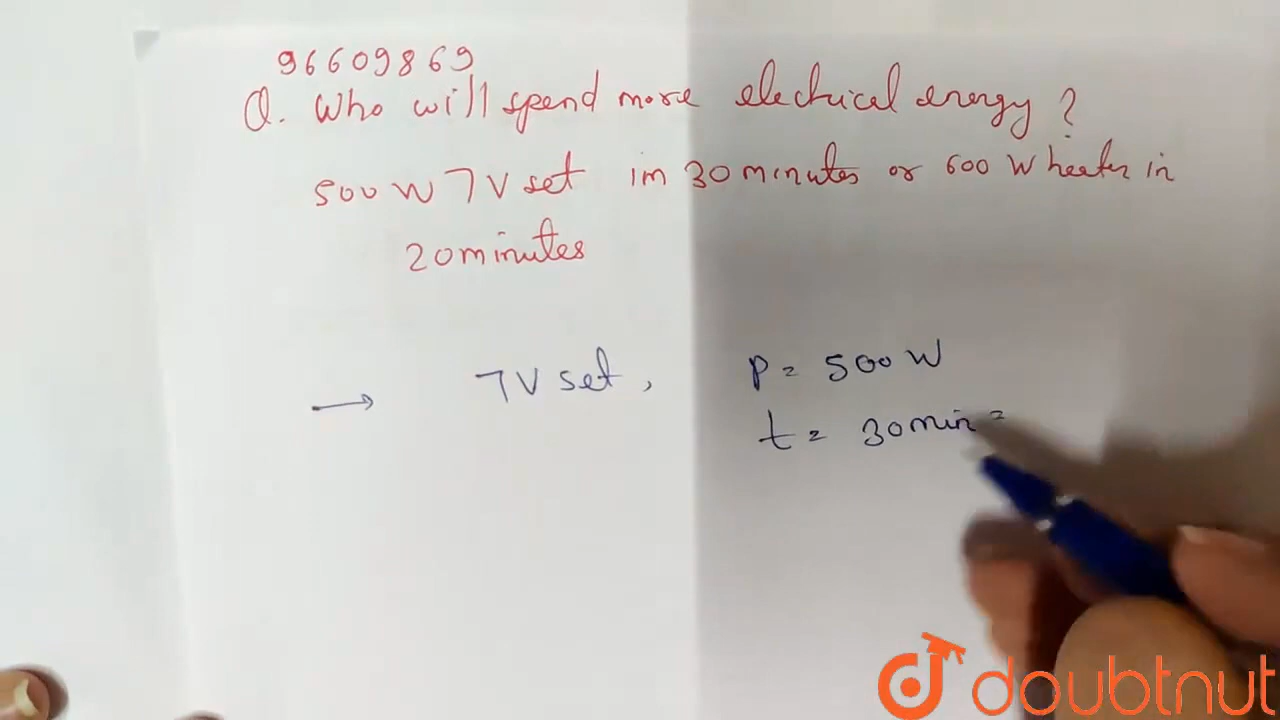 96609869
Q. Who will spend more electrical energy?
500 W TV set in 30 minutes or 600 W heater in
20 minutes
→ TV set, P = 500 W
t = 30 min =
doubtnut